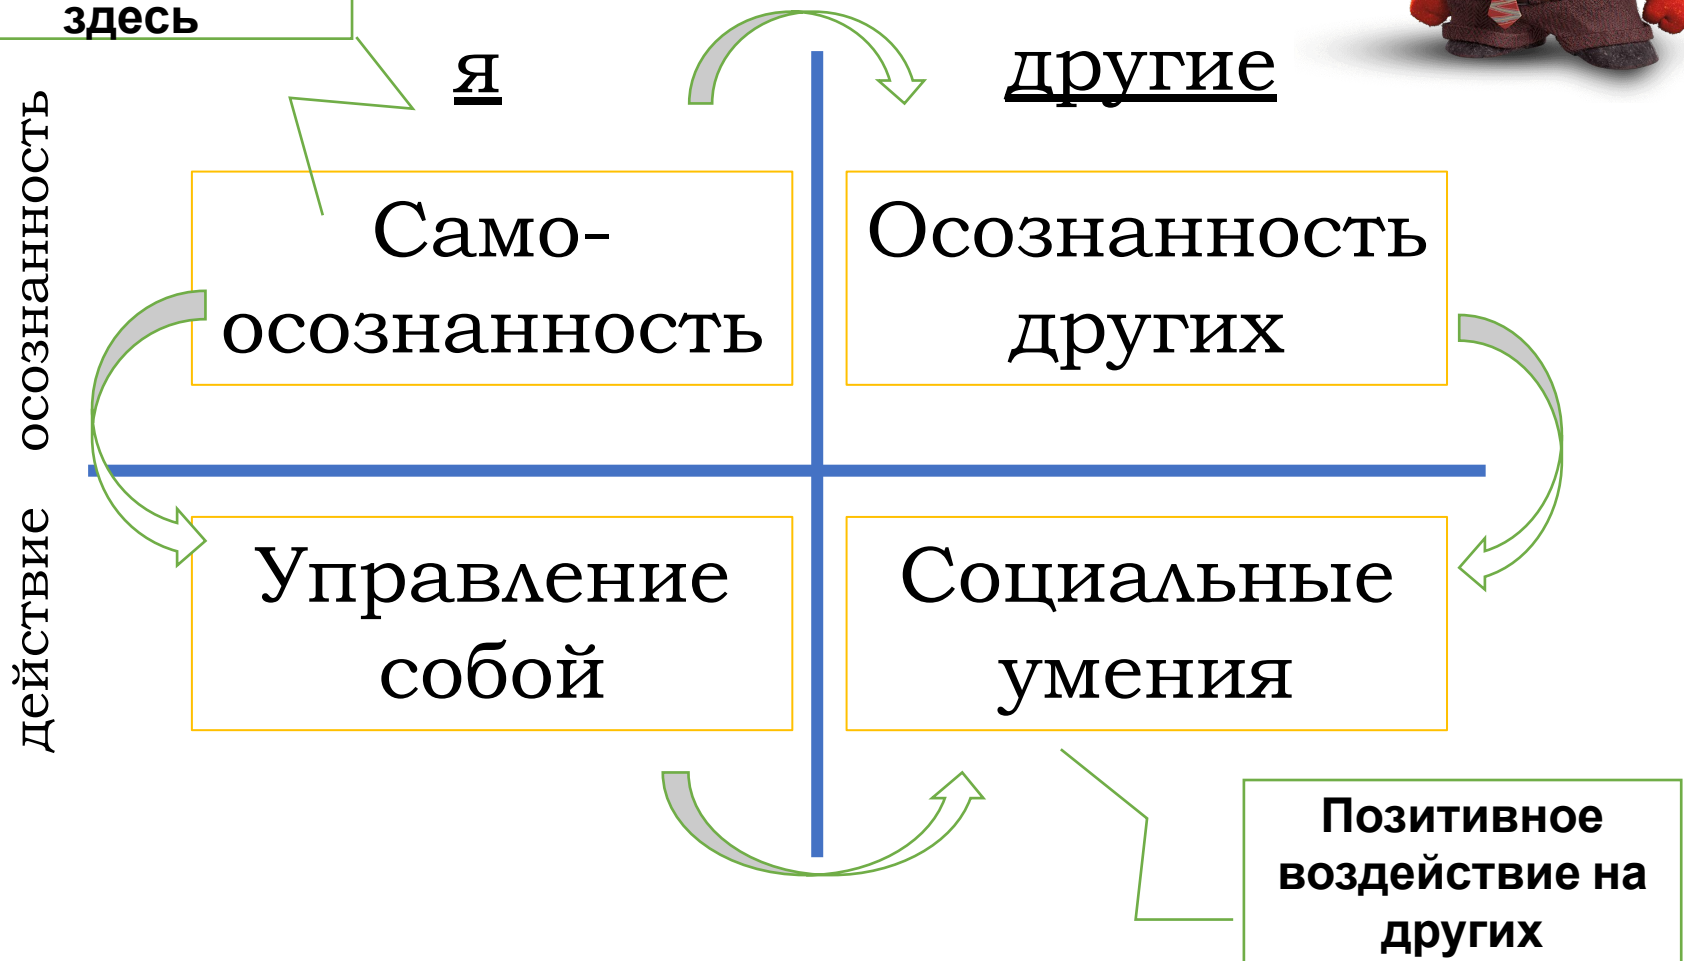 здесь
я
другие
осознанность
Само-
осознанность
Осознанность
других
действие
Управление
собой
Социальные
умения
Позитивное
воздействие на
других